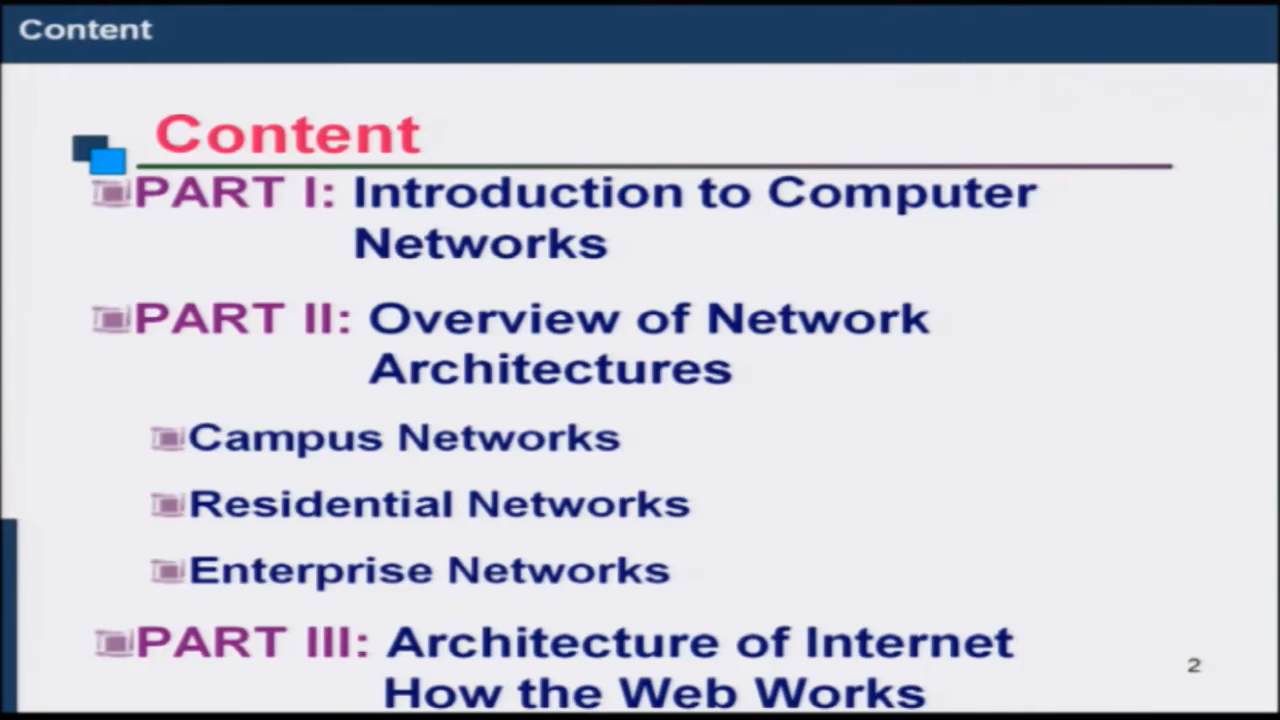 Content
Content
PART I: Introduction to Computer
Networks
PART II: Overview of Network
Architectures
Campus Networks
Residential Networks
Enterprise Networks
PART III: Architecture of Internet
How the Web Works
2